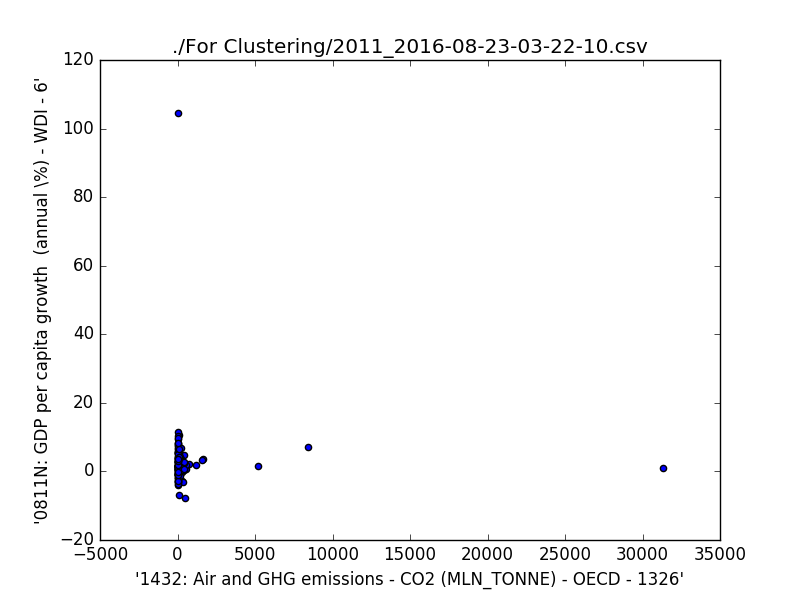 ./For Clustering/2011_2016-08-23-03-22-10.csv
120
100
80
60
40
20
0
−20
'0811N: GDP per capita growth  (annual \%) - WDI - 6'
−5000 0 5000 10000 15000 20000 25000 30000 35000
'1432: Air and GHG emissions - CO2 (MLN_TONNE) - OECD - 1326'